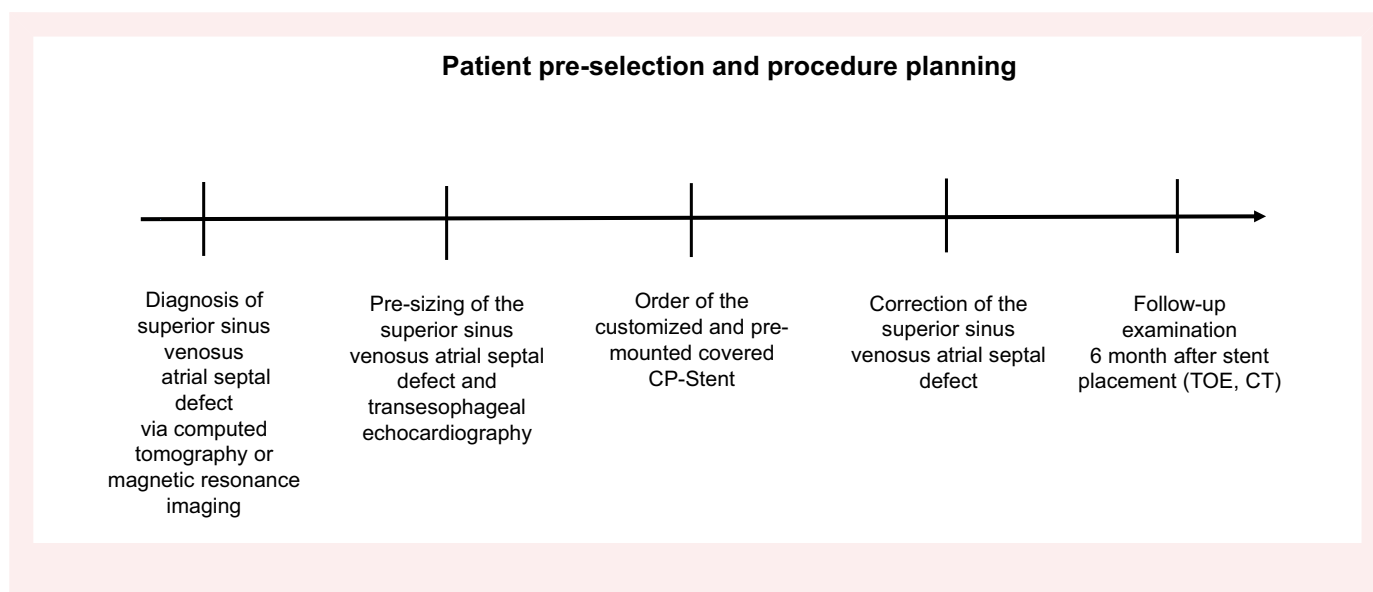 Patient pre-selection and procedure planning
Diagnosis of
superior sinus
venosus
atrial septal
defect
via computed
tomography or
magnetic resonance
imaging
Pre-sizing of the
superior sinus
venosus atrial septal
defect and
transesophageal
echocardiography
Order of the
customized and pre-
mounted covered
CP-Stent
Correction of the
superior sinus
venosus atrial septal
defect
Follow-up
examination
6 month after stent
placement (TOE, CT)